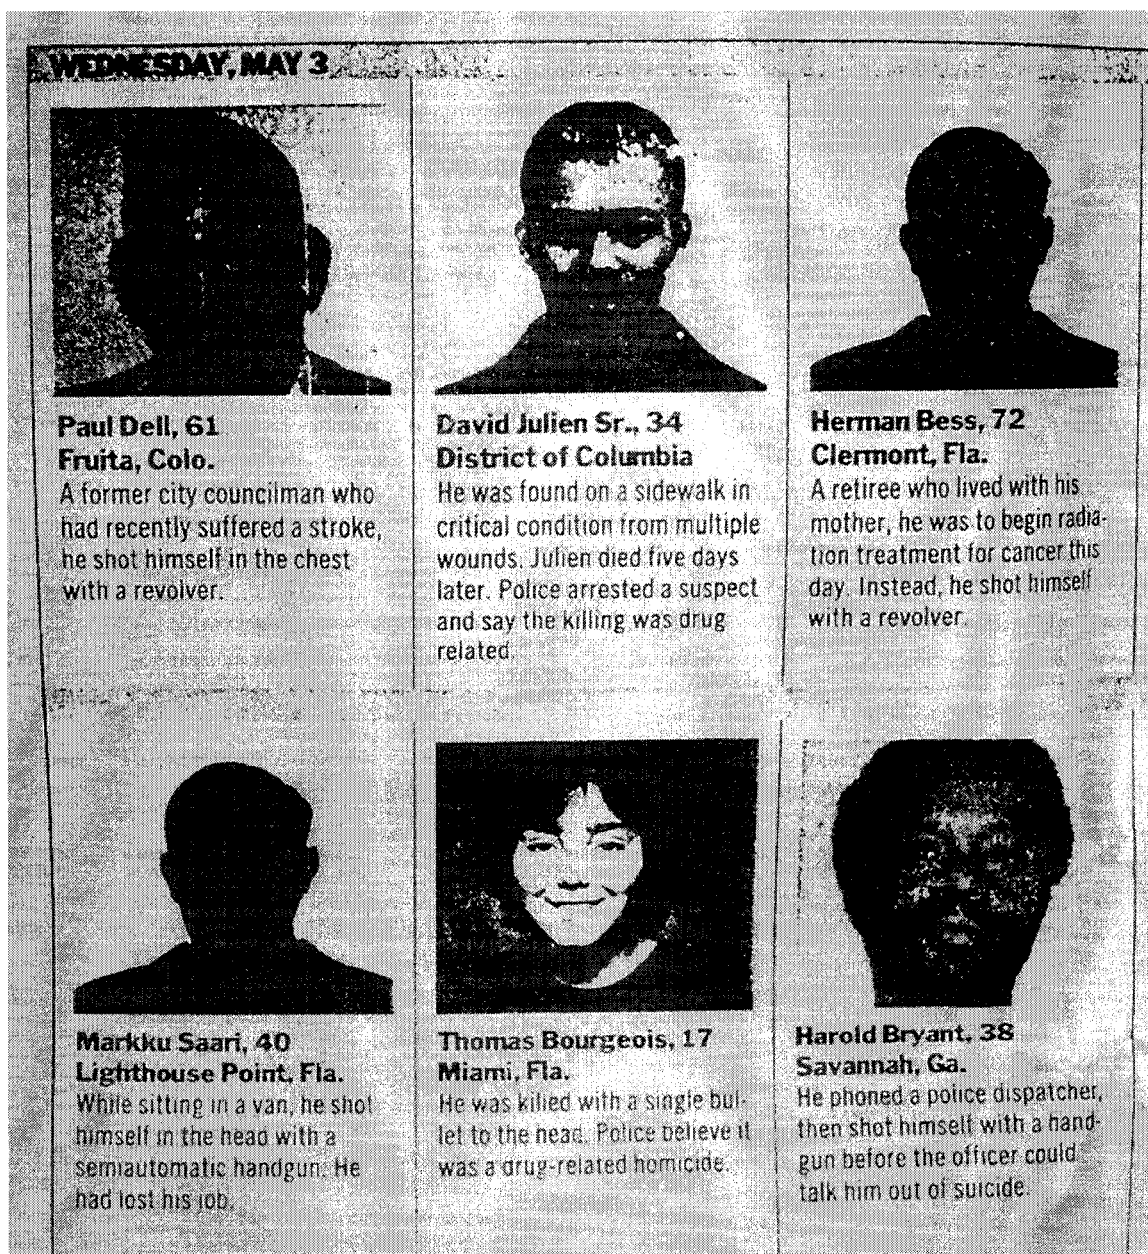 WEDNESDAY, MAY 3
Paul Dell, 61
Fruita, Colo.
A former city councilman who
had recently suffered a stroke,
he shot himself in the chest
with a revolver.
David Julien Sr., 34
District of Columbia
He was found on a sidewalk in
critical condition from multiple
wounds. Julien died five days
later. Police arrested a suspect
and say the killing was drug
related.
Herman Bess, 72
Clermont, Fla.
A retiree who lived with his
mother, he was to begin radia-
tion treatment for cancer this
day. Instead, he shot himself
with a revolver.
Markku Saari, 40
Lighthouse Point, Fla.
While sitting in a van, he shot
himself in the head with a
semiautomatic handgun. He
had lost his job.
Thomas Bourgeois, 17
Miami, Fla.
He was killed with a single bul-
let to the head. Police believe it
was a drug-related homicide.
Harold Bryant, 38
Savannah, Ga.
He phoned a police dispatcher,
then shot himself with a hand-
gun before the officer could
talk him out of suicide.